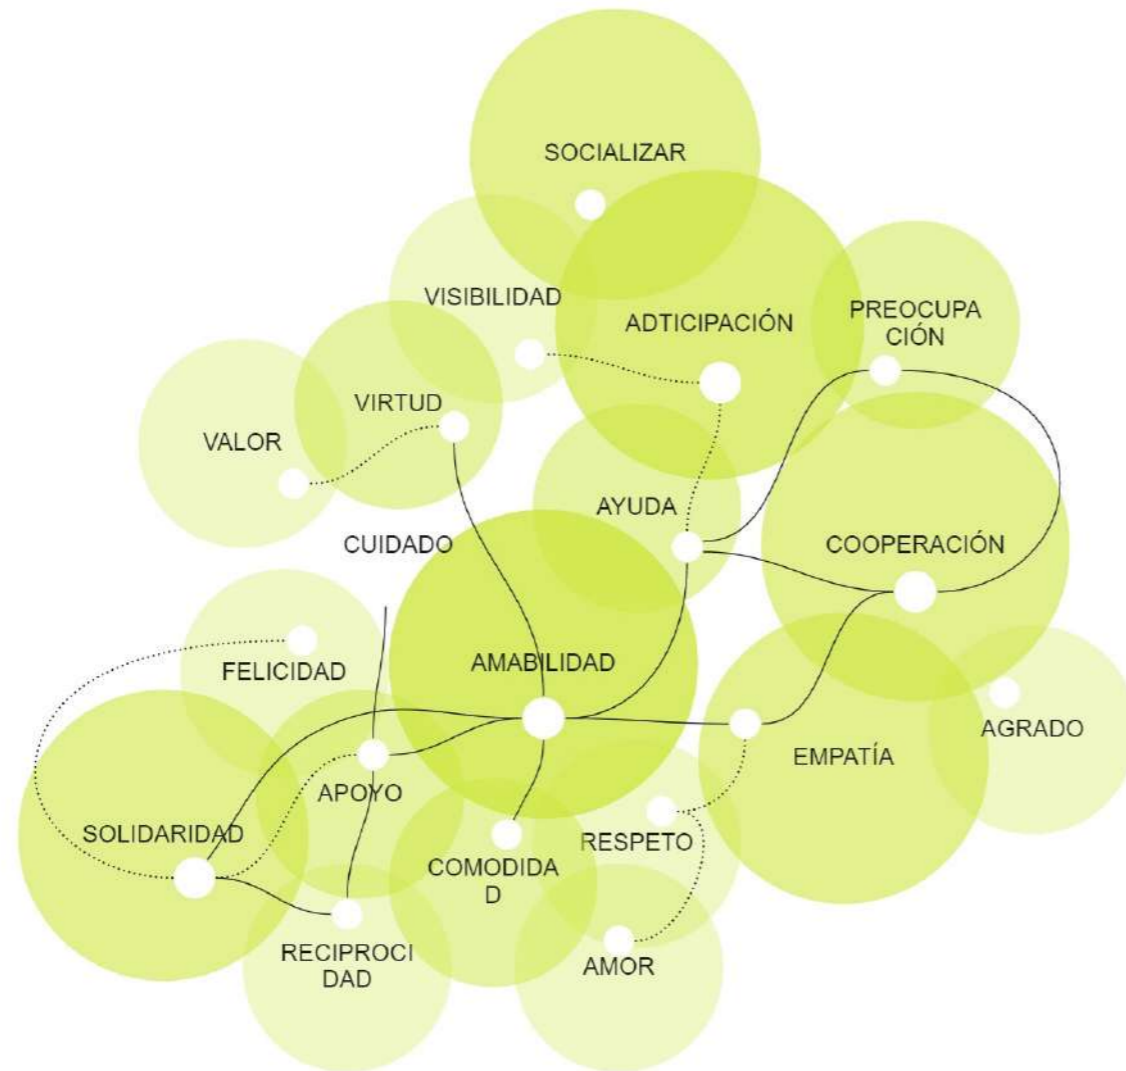 SOCIALIZAR
VISIBILIDAD
ADTICIPACIÓN
PREOCUPA
CIÓN
VIRTUD
VALOR
AYUDA
CUIDADO
COOPERACIÓN
FELICIDAD
AMABILIDAD
AGRADO
EMPATÍA
APOYO
SOLIDARIDAD
RESPETO
COMODIDA
D
RECIPROCI
DAD
AMOR